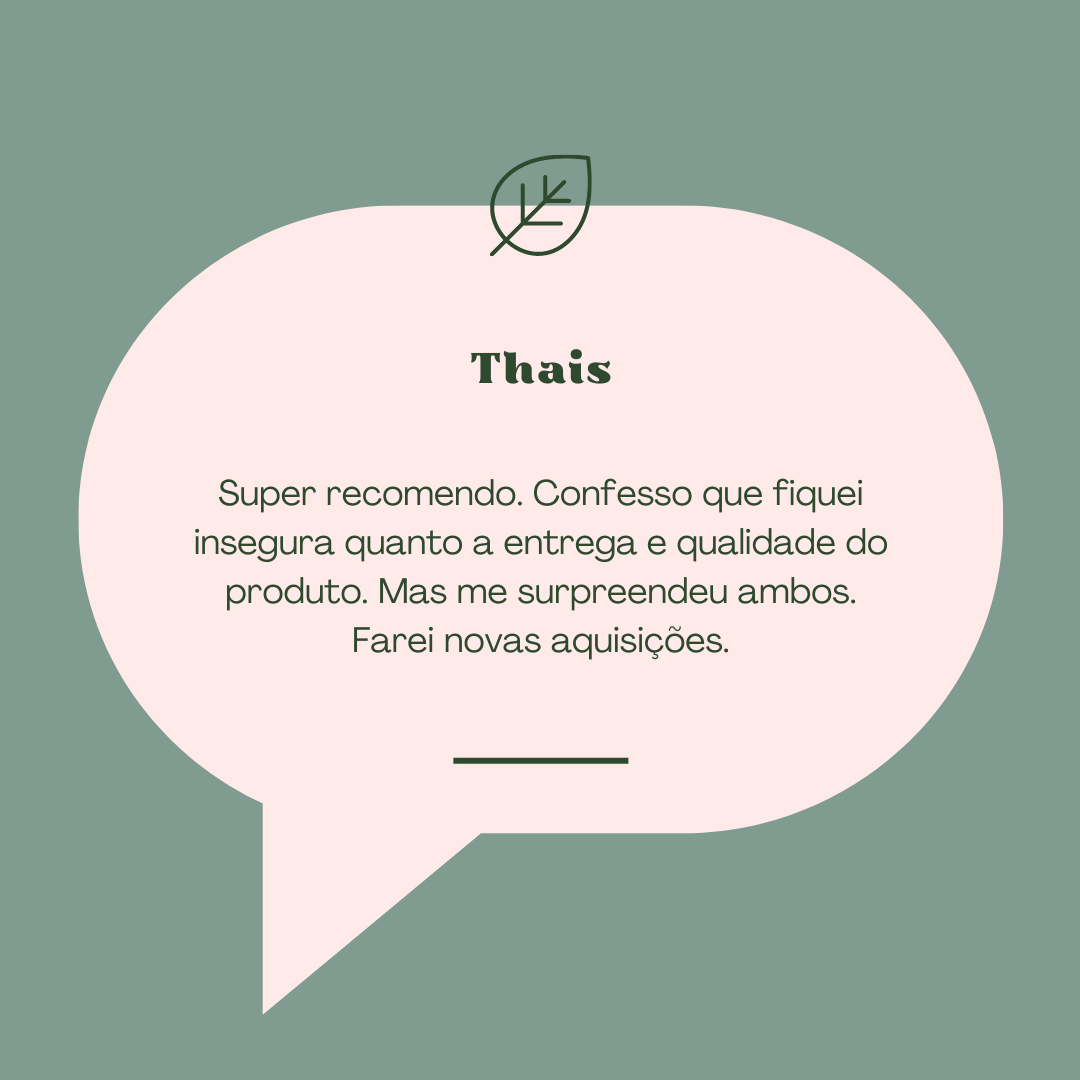 Thais
Super recomendo. Confesso que fiquei
insegura quanto a entrega e qualidade do
produto. Mas me surpreendeu ambos.
Farei novas aquisições.